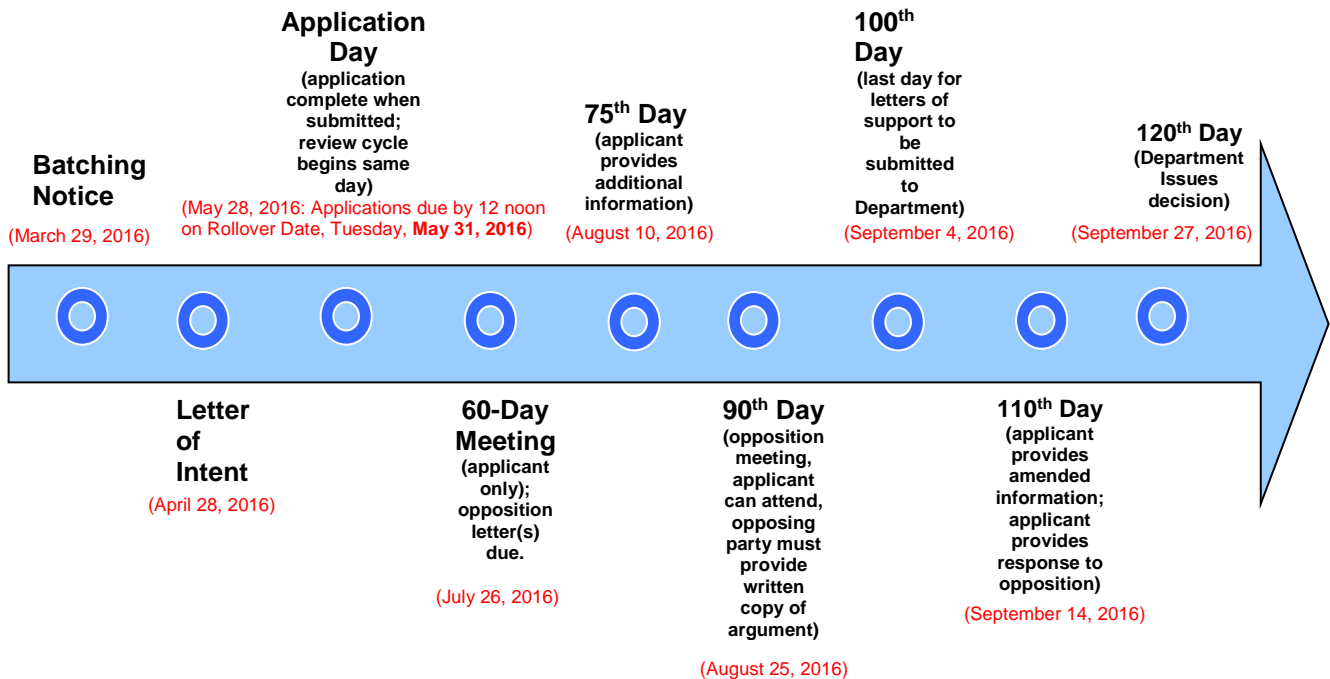 Batching
Notice
(March 29, 2016)
Letter
of
Intent
(April 28, 2016)
Application
Day
(application
complete when
submitted;
review cycle
begins same
day)
(May 28, 2016: Applications due by 12 noon
on Rollover Date, Tuesday, May 31, 2016)
60-Day
Meeting
(applicant
only);
opposition
letter(s)
due.
(July 26, 2016)
75th Day
(applicant
provides
additional
information)
(August 10, 2016)
90th Day
(opposition
meeting,
applicant
can attend,
opposing
party must
provide
written
copy of
argument)
(August 25, 2016)
100th
Day
(last day for
letters of
support to
be
submitted
to
Department)
(September 4, 2016)
110th Day
(applicant
provides
amended
information;
applicant
provides
response to
opposition)
(September 14, 2016)
120th Day
(Department
Issues
decision)
(September 27, 2016)